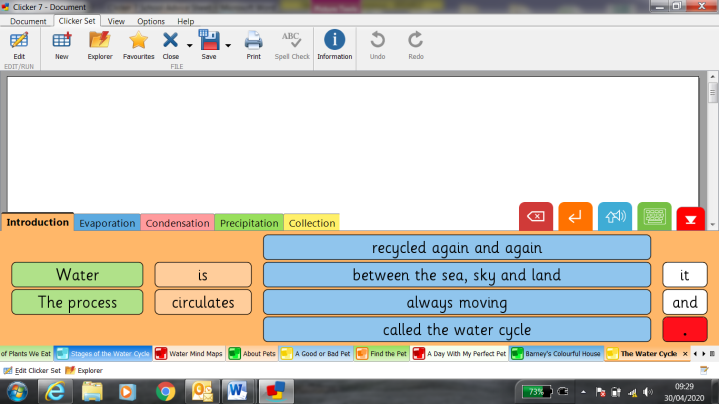 Clicker 7 - Document
Document Clicker Set View Options Help
Edit New Explorer Favourites Close Save Print Spell Check Information Undo Redo
ABC
EDIT/RUN FILE
Introduction Evaporation Condensation Precipitation Collection
recycled again and again
Water is between the sea, sky and land it
The process circulates always moving and
called the water cycle .
of Plants We Eat Stages of the Water Cycle Water Mind Maps About Pets A Good or Bad Pet Find the Pet A Day With My Perfect Pet Barney's Colourful House The Water Cycle
Edit Clicker Set Explorer
73% 09:29
30/04/2020